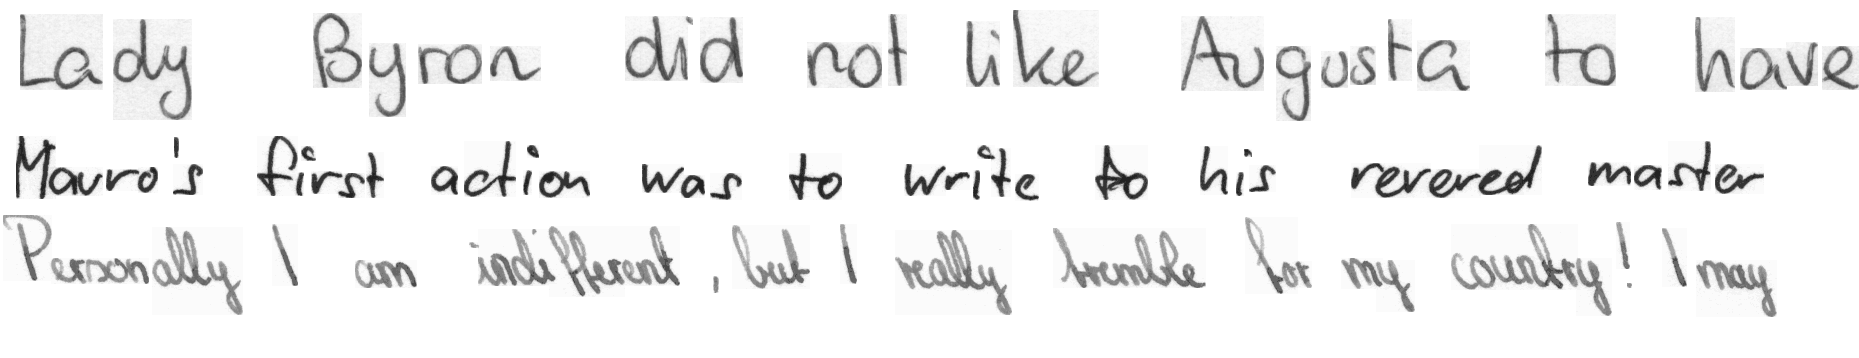 Lady Byron did not like Augusta to have
Mauro's first action was to write to his revered master
Personally I am indifferent, but I really tremble for my country! I may